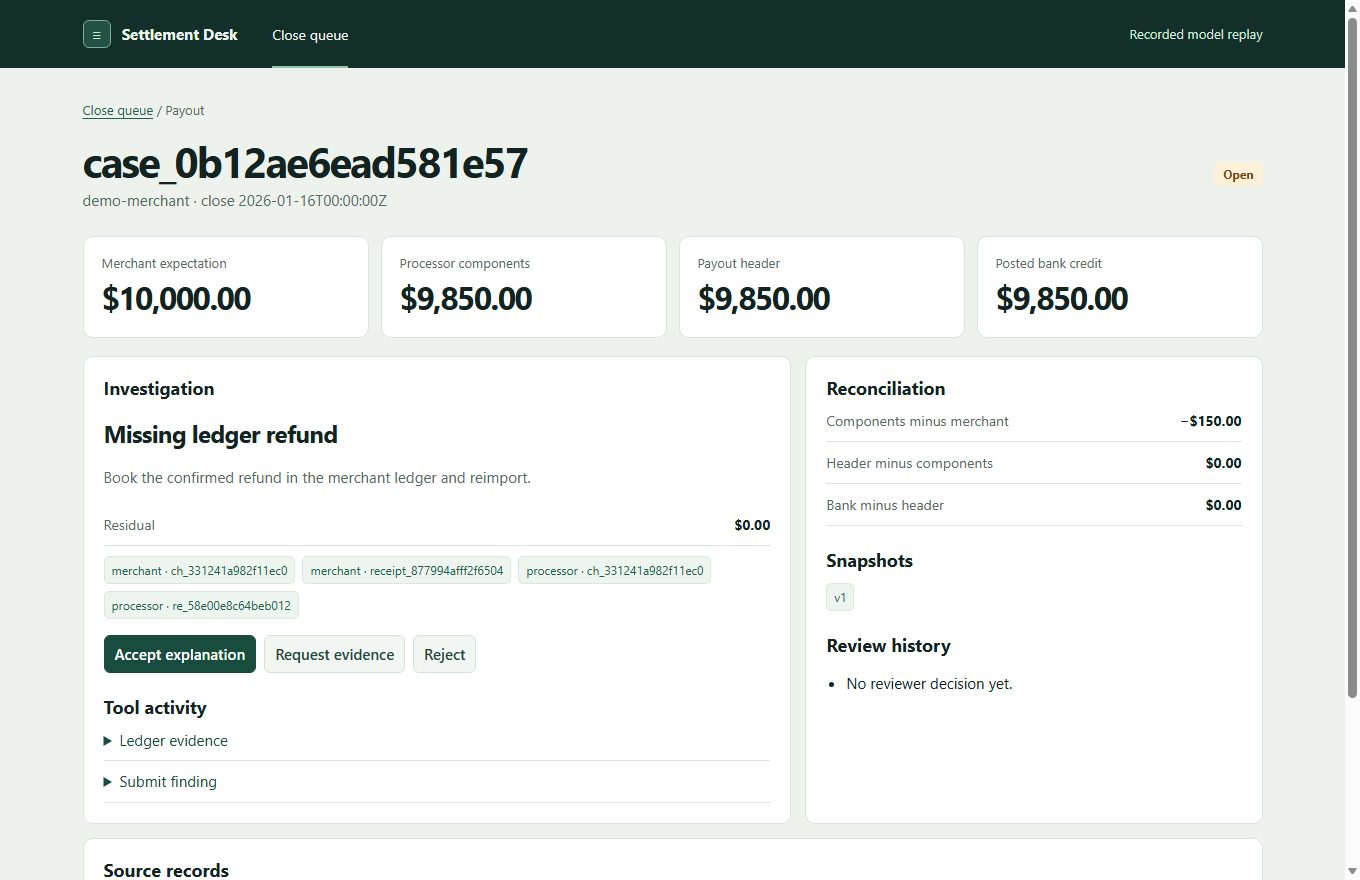 Settlement Desk
Close queue
Recorded model replay
Close queue / Payout
case_0b12ae6ead581e57
demo-merchant · close 2026-01-16T00:00:00Z
Open
Merchant expectation
$10,000.00
Processor components
$9,850.00
Payout header
$9,850.00
Posted bank credit
$9,850.00
Investigation
Missing ledger refund
Book the confirmed refund in the merchant ledger and reimport.
Residual $0.00
merchant · ch_331241a982f11ec0
merchant · receipt_877994afff2f6504
processor · ch_331241a982f11ec0
processor · re_58e00e8c64beb012
Accept explanation
Request evidence
Reject
Tool activity
Ledger evidence
Submit finding
Reconciliation
Components minus merchant −$150.00
Header minus components $0.00
Bank minus header $0.00
Snapshots
v1
Review history
No reviewer decision yet.
Source records